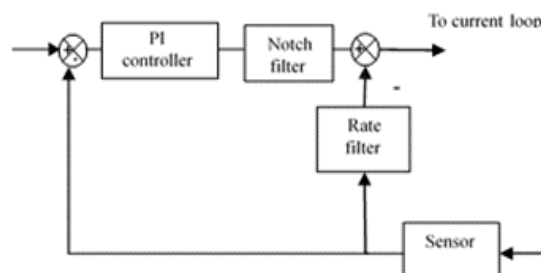 To current loop
PI
controller
Notch
filter
+
-
+
-
Rate
filter
Sensor